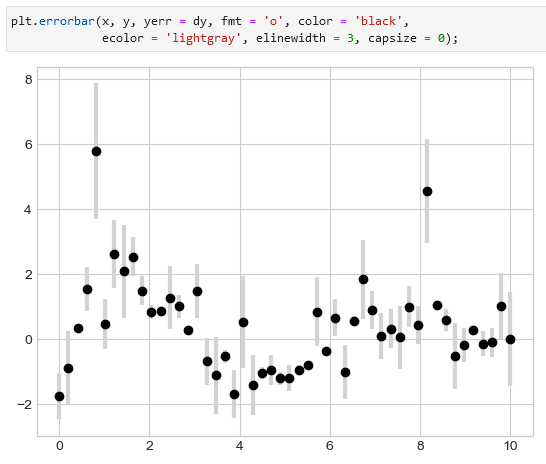 plt.errorbar(x, y, yerr = dy, fmt = 'o', color = 'black',
ecolor = 'lightgray', elinewidth = 3, capsize = 0);
8
6
4
2
0
−2
0 2 4 6 8 10